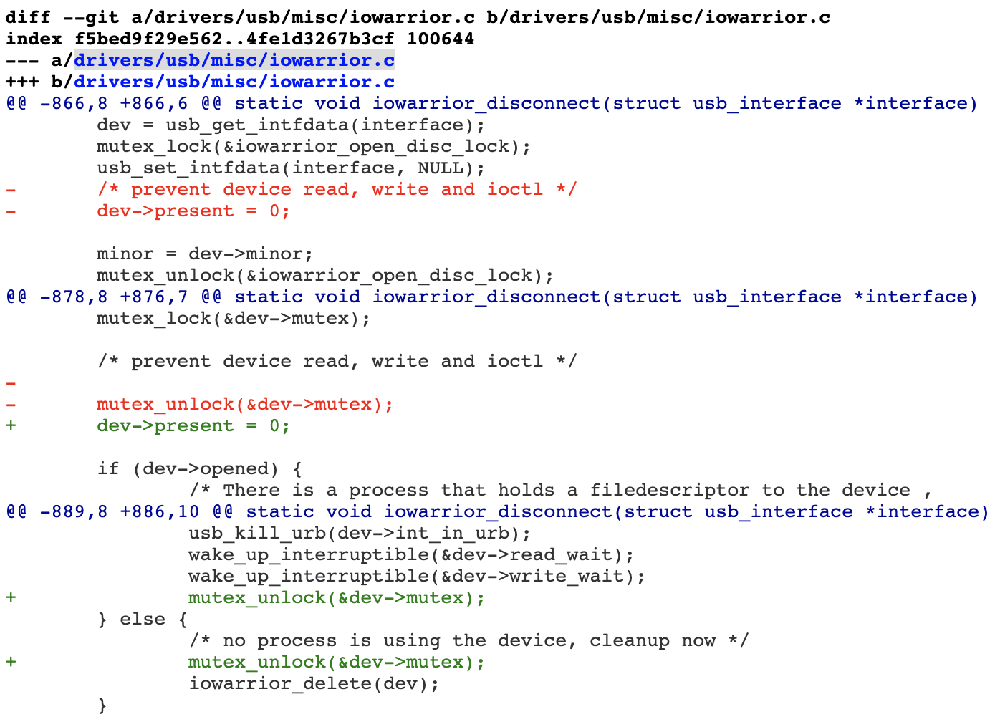 diff --git a/drivers/usb/misc/iowarrior.c b/drivers/usb/misc/iowarrior.c
index f5bed9f29e562..4fe1d3267b3cf 100644
--- a/drivers/usb/misc/iowarrior.c
+++ b/drivers/usb/misc/iowarrior.c
@@ -866,8 +866,6 @@ static void iowarrior_disconnect(struct usb_interface *interface)
        dev = usb_get_intfdata(interface);
        mutex_lock(&iowarrior_open_disc_lock);
        usb_set_intfdata(interface, NULL);
-       /* prevent device read, write and ioctl */
-       dev->present = 0;

        minor = dev->minor;
        mutex_unlock(&iowarrior_open_disc_lock);
@@ -878,8 +876,7 @@ static void iowarrior_disconnect(struct usb_interface *interface)
        mutex_lock(&dev->mutex);

        /* prevent device read, write and ioctl */
-
-       mutex_unlock(&dev->mutex);
+       dev->present = 0;

        if (dev->opened) {
                /* There is a process that holds a filedescriptor to the device ,
@@ -889,8 +886,10 @@ static void iowarrior_disconnect(struct usb_interface *interface)
                usb_kill_urb(dev->int_in_urb);
                wake_up_interruptible(&dev->read_wait);
                wake_up_interruptible(&dev->write_wait);
+               mutex_unlock(&dev->mutex);
        } else {
                /* no process is using the device, cleanup now */
+               mutex_unlock(&dev->mutex);
                iowarrior_delete(dev);
        }